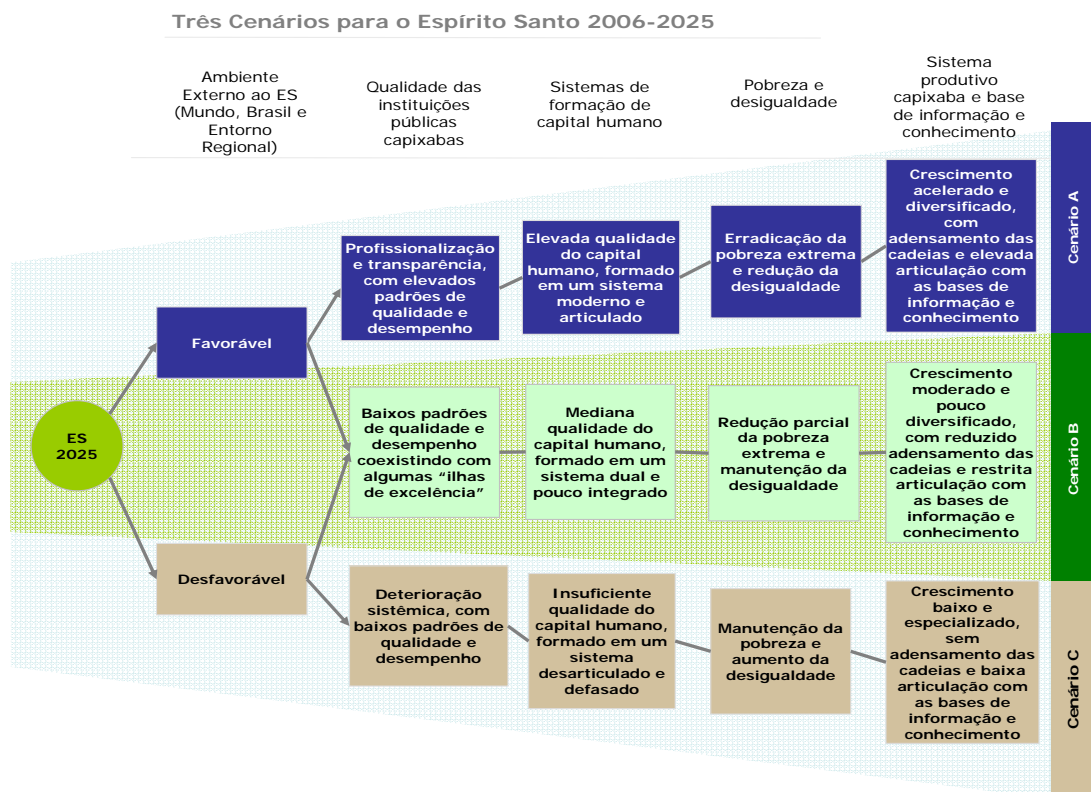 Três Cenários para o Espírito Santo 2006-2025
Ambiente
Externo ao ES
(Mundo, Brasil e
Entorno
Regional)
Qualidade das
instituições
públicas
capixabas
Sistemas de
formação de
capital humano
Pobreza e
desigualdade
Sistema
produtivo
capixaba e base
de informação e
conhecimento
ES
2025
Favorável
Profissionalização
e transparência,
com elevados
padrões de
qualidade e
desempenho
Elevada qualidade
do capital
humano, formado
em um sistema
moderno e
articulado
Erradicação da
pobreza extrema
e redução da
desigualdade
Crescimento
acelerado e
diversificado,
com
adensamento das
cadeias e elevada
articulação com
as bases de
informação e
conhecimento
Cenário A
Baixos padrões
de qualidade e
desempenho
coexistindo com
algumas “ilhas
de excelência”
Mediana
qualidade do
capital humano,
formado em um
sistema dual e
pouco integrado
Redução parcial
da pobreza
extrema e
manutenção da
desigualdade
Crescimento
moderado e
pouco
diversificado,
com reduzido
adensamento das
cadeias e restrita
articulação com
as bases de
informação e
conhecimento
Cenário B
Desfavorável
Deterioração
sistêmica, com
baixos padrões de
qualidade e
desempenho
Insuficiente
qualidade do
capital humano,
formado em um
sistema
desarticulado e
defasado
Manutenção da
pobreza e
aumento da
desigualdade
Crescimento
baixo e
especializado,
sem
adensamento das
cadeias e baixa
articulação com
as bases de
informação e
conhecimento
Cenário C